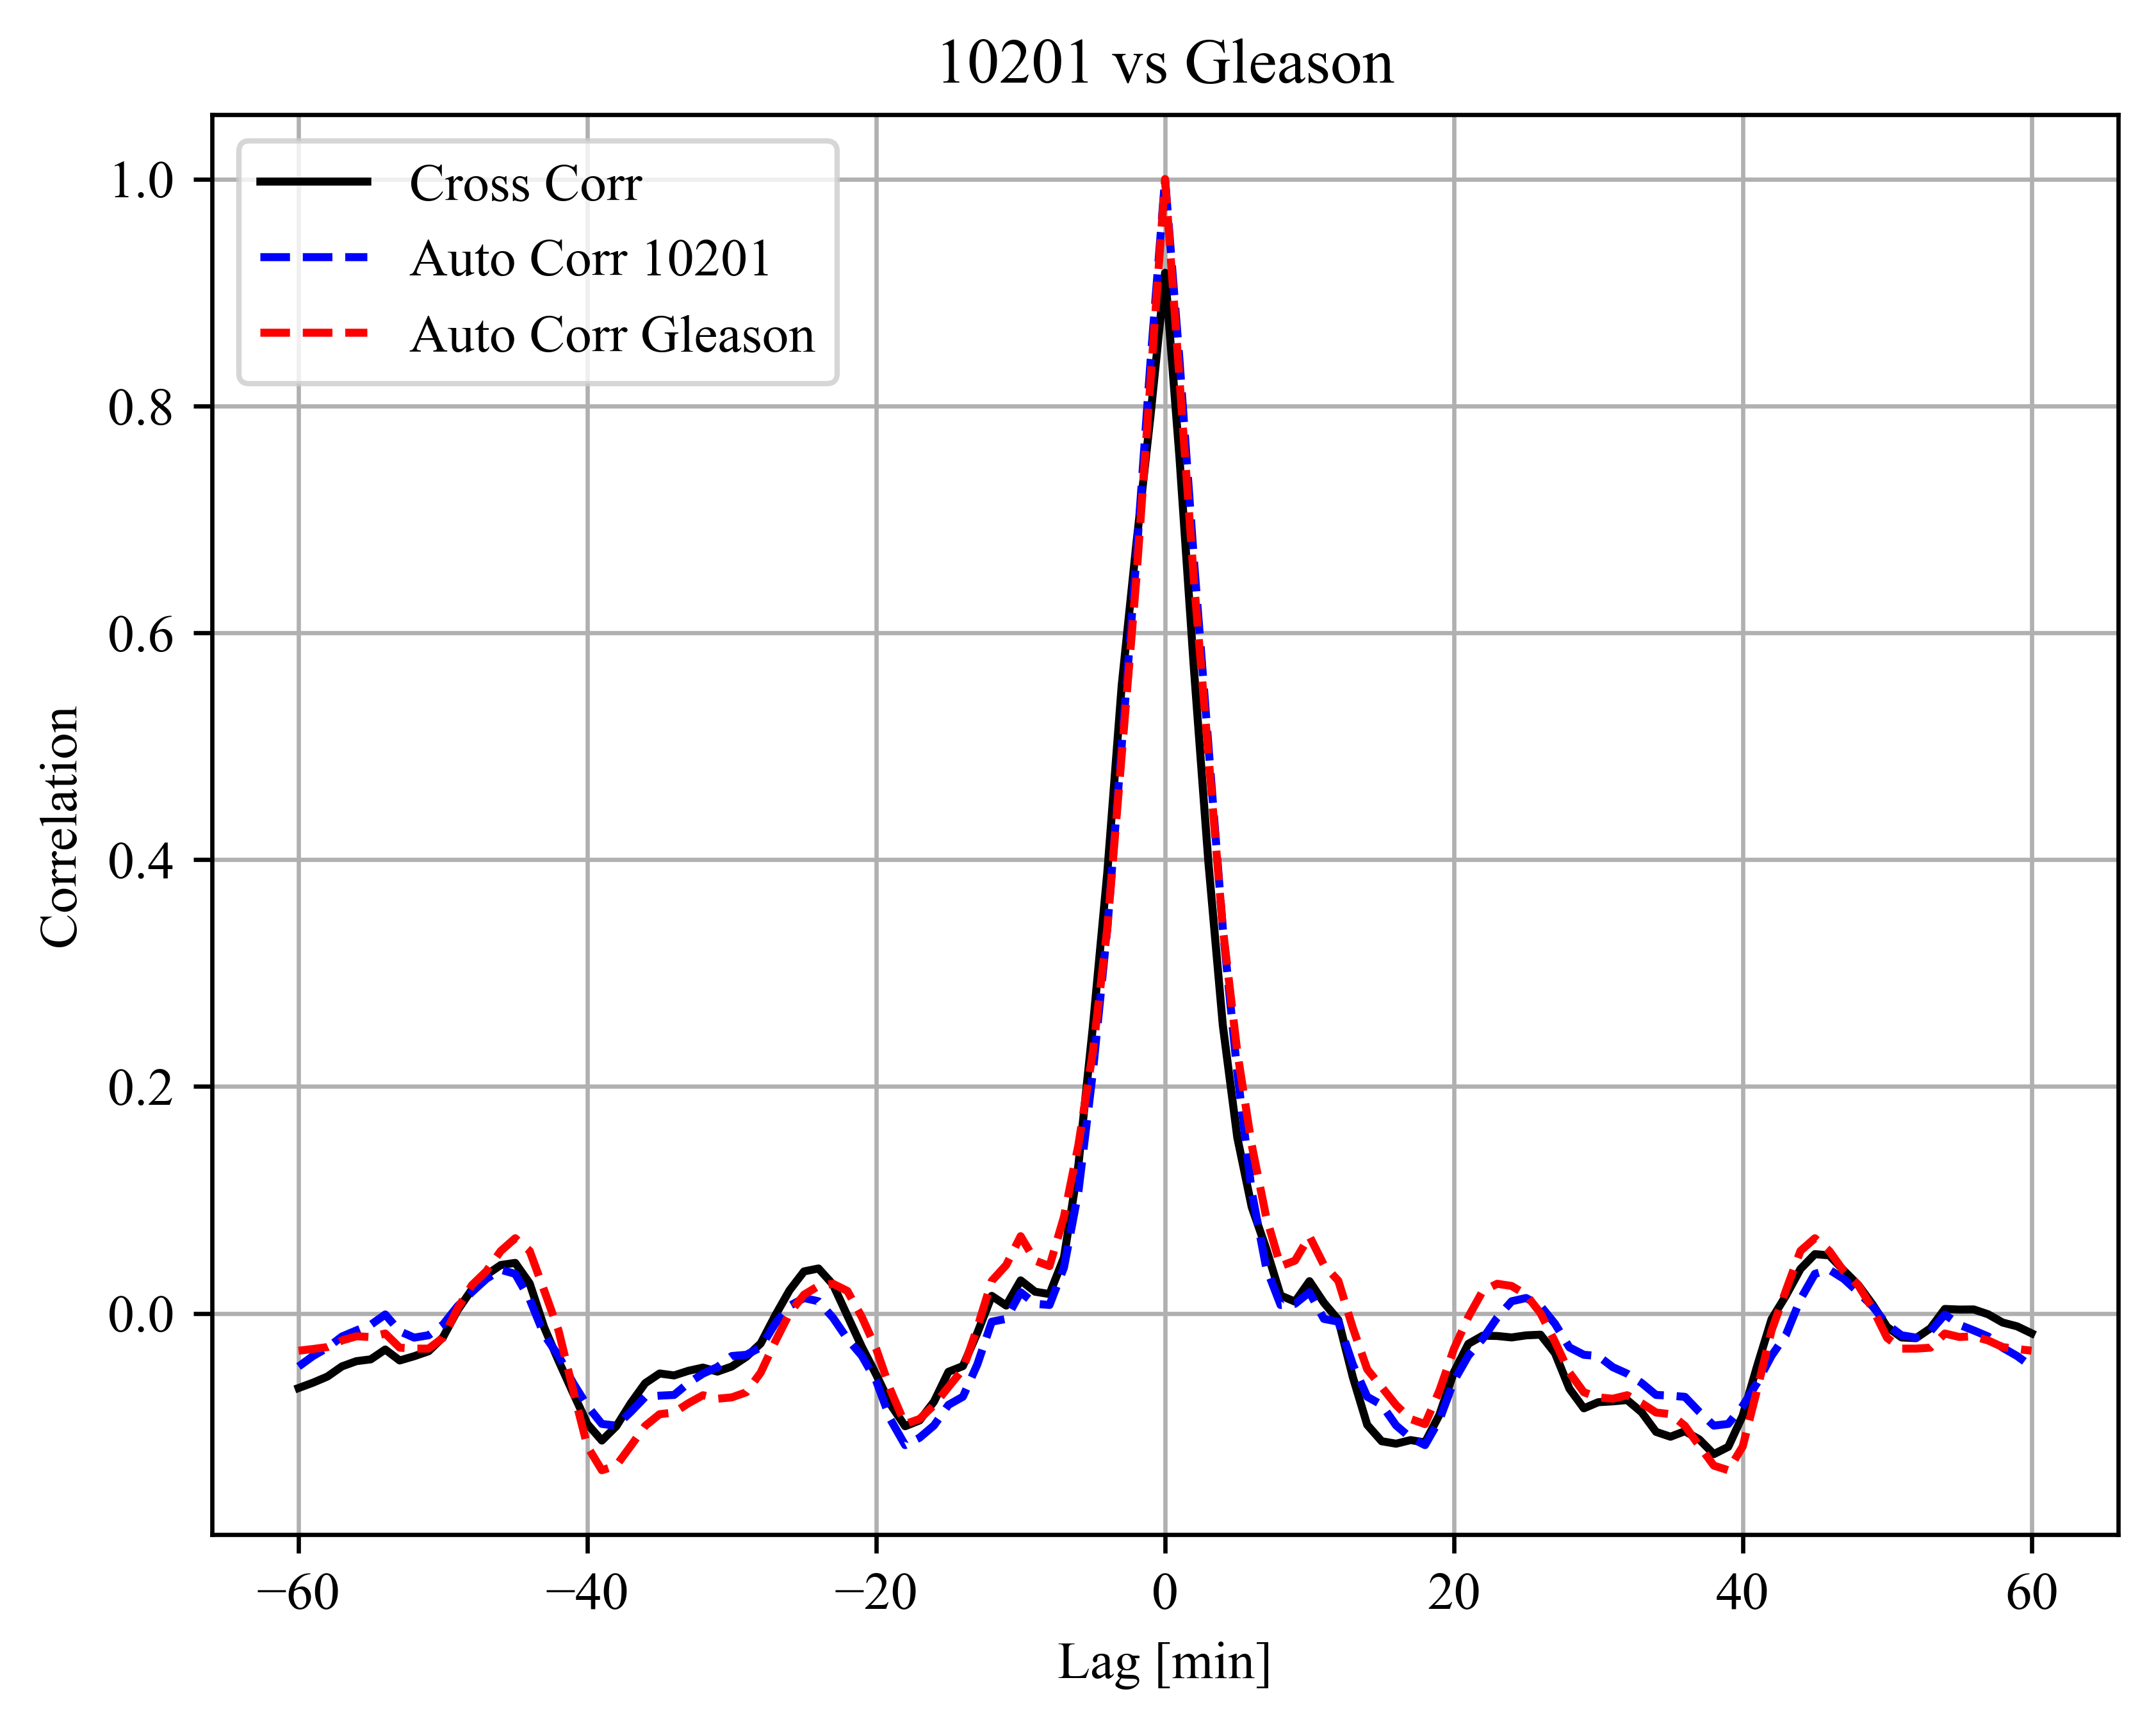 10201 vs Gleason
Cross Corr
Auto Corr 10201
Auto Corr Gleason
1.0
0.8
0.6
0.4
0.2
0.0
Correlation
−60 −40 −20 0 20 40 60
Lag [min]